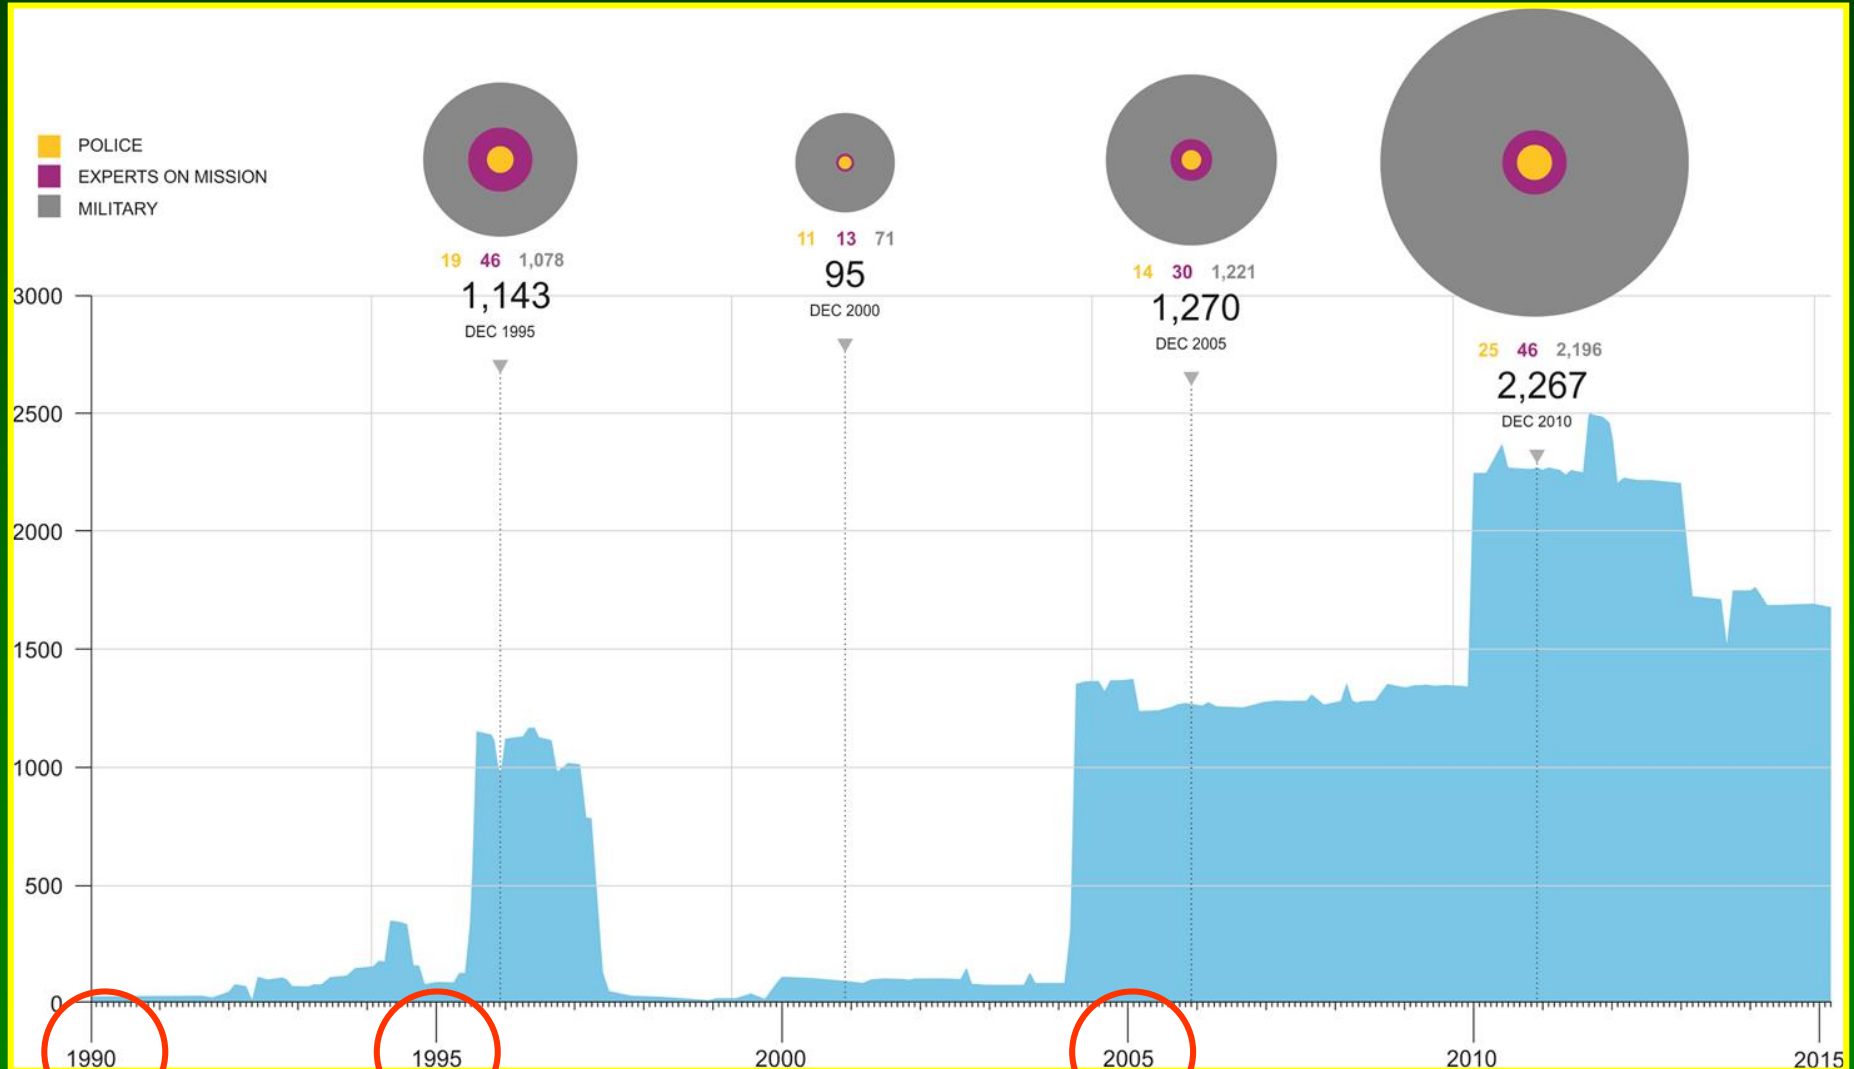 POLICE
EXPERTS ON MISSION
MILITARY
19 46 1,078
1,143
DEC 1995
11 13 71
95
DEC 2000
14 30 1,221
1,270
DEC 2005
25 46 2,196
2,267
DEC 2010
3000
2500
2000
1500
1000
500
0
1990 1995 2000 2005 2010 2015